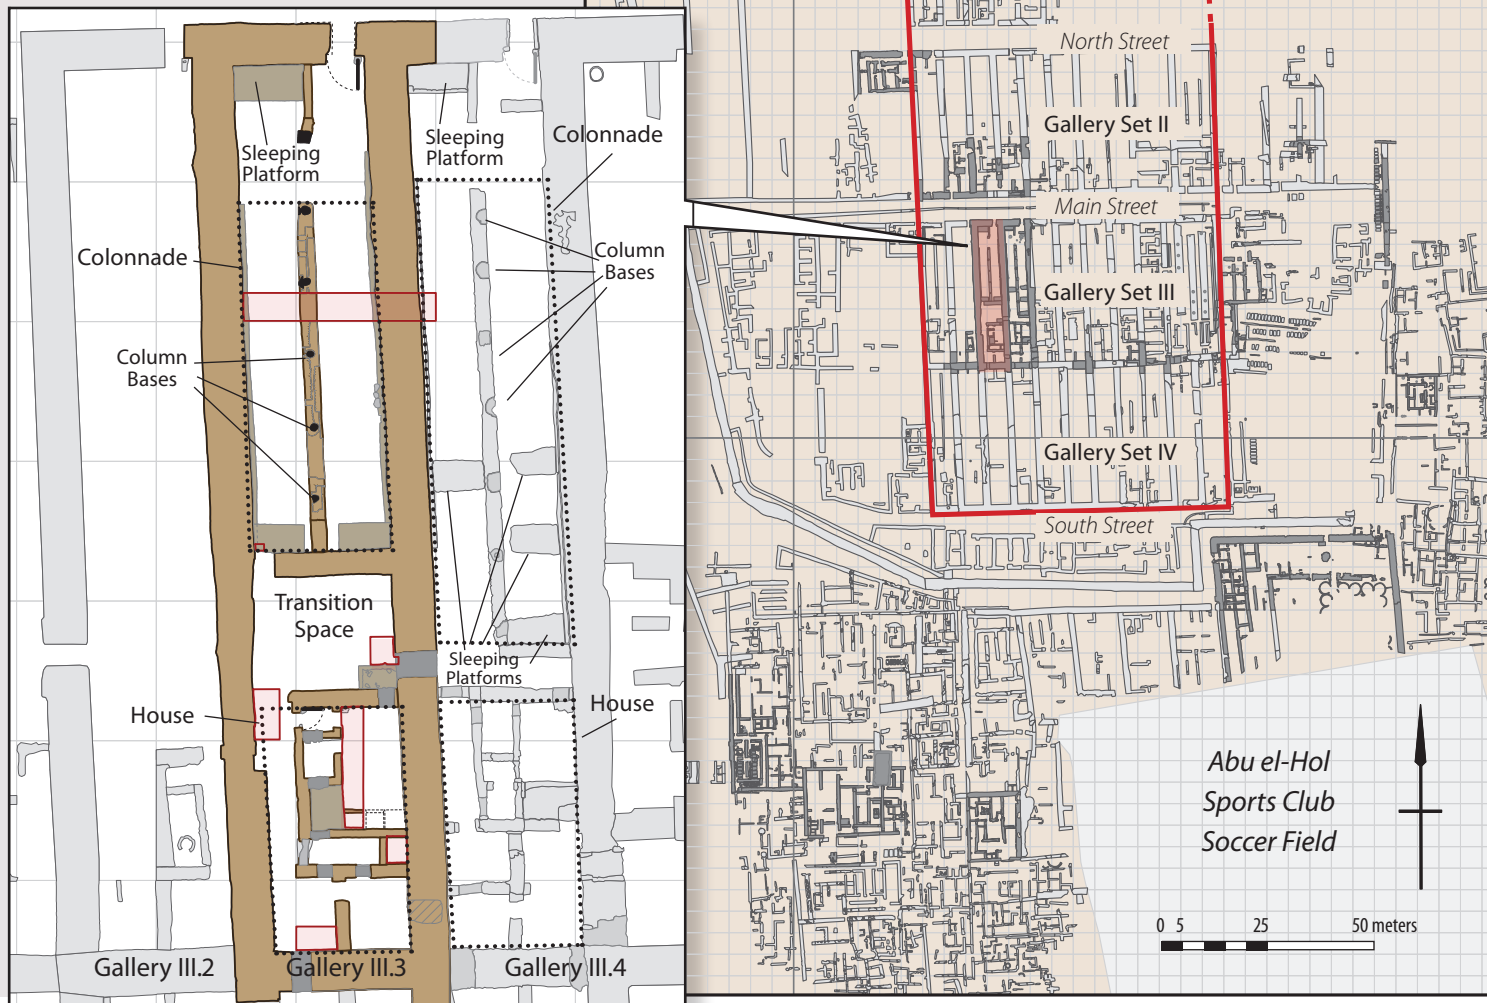 Sleeping
Platform
Sleeping
Platform
Colonnade
Colonnade
Column
Bases
Column
Bases
Transition
Space
Sleeping
Platforms
House
House
Gallery III.2
Gallery III.3
Gallery III.4
North Street
Gallery Set II
Main Street
Gallery Set III
Gallery Set IV
South Street
Abu el-Hol
Sports Club
Soccer Field
0 5 25 50 meters